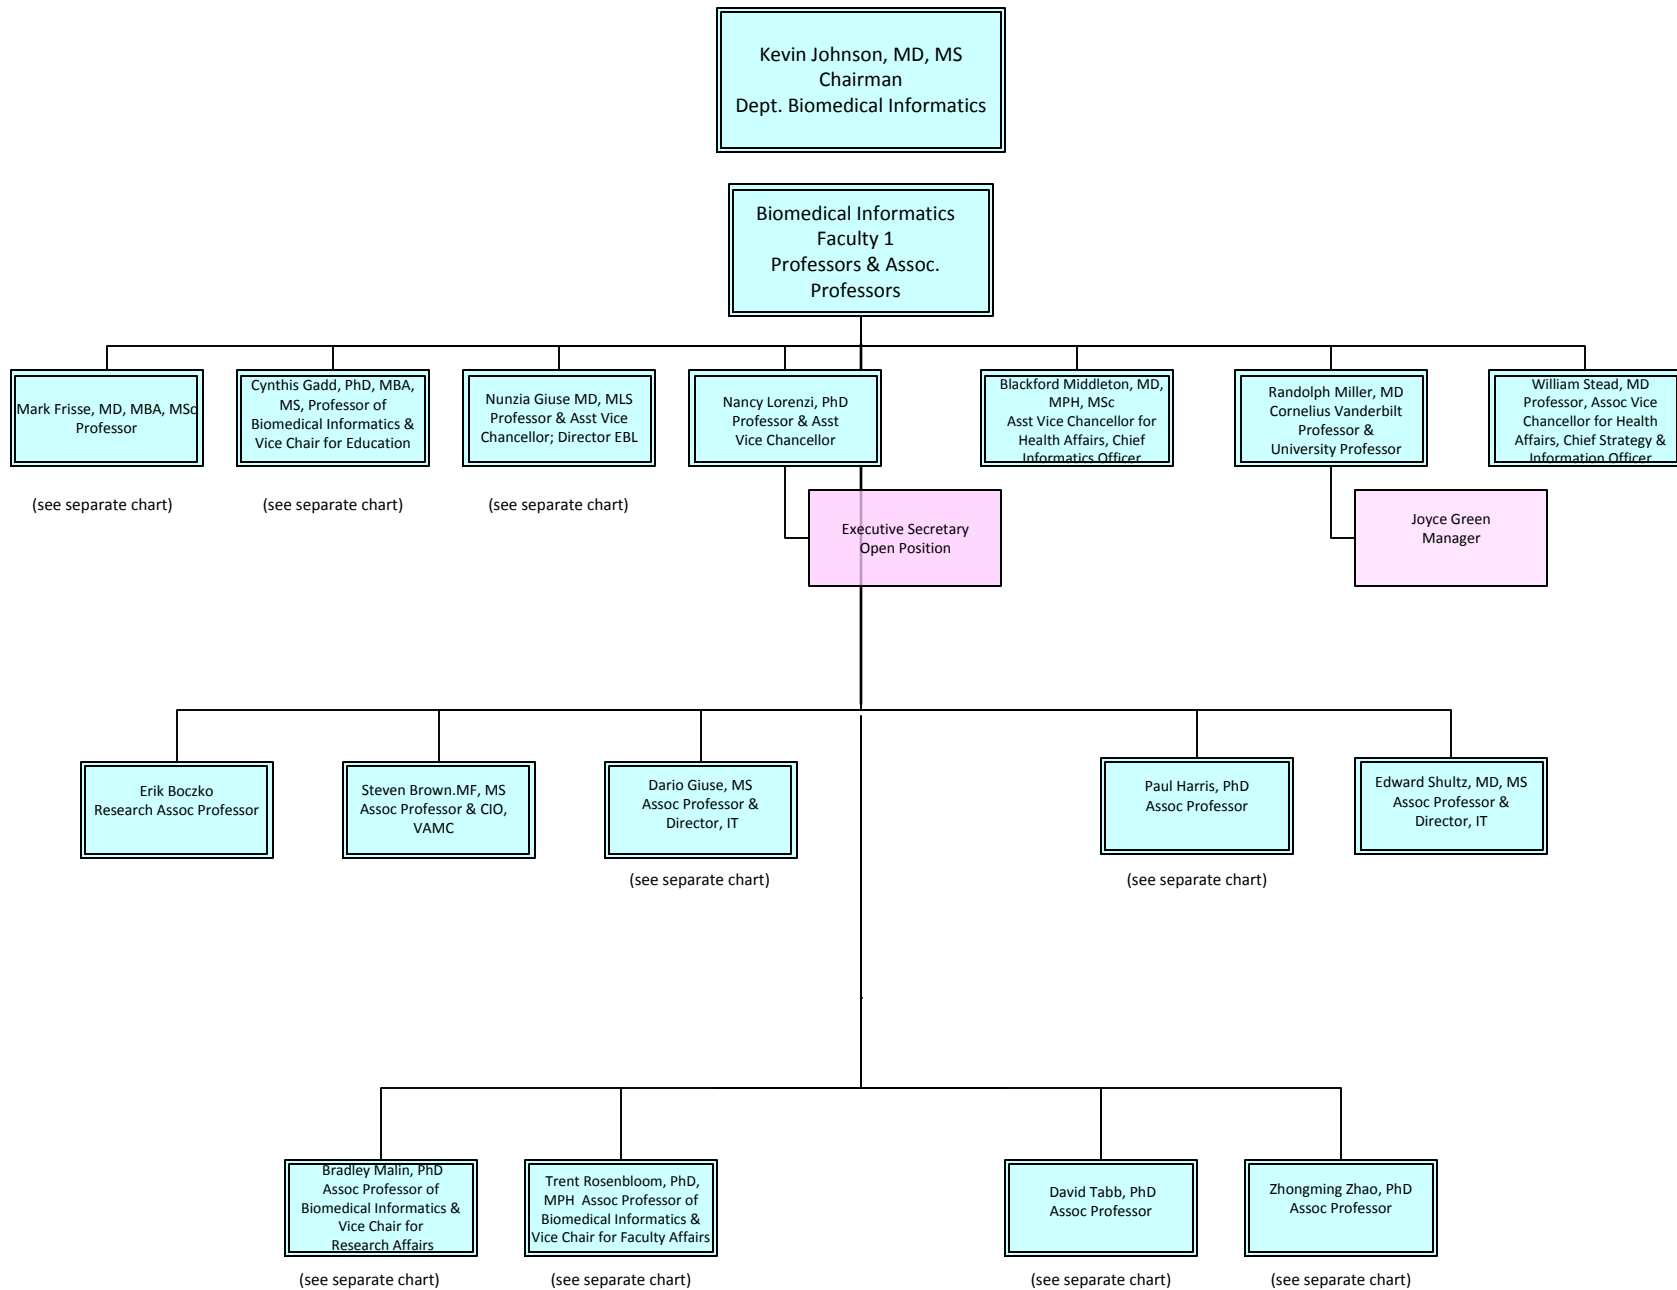 Kevin Johnson, MD, MS
Chairman
Dept. Biomedical Informatics
Biomedical Informatics
Faculty 1
Professors & Assoc.
Professors
Mark Frisse, MD, MBA, MSc
Professor
Cynthis Gadd, PhD, MBA,
MS, Professor of
Biomedical Informatics &
Vice Chair for Education
Nunzia Giuse MD, MLS
Professor & Asst Vice
Chancellor; Director EBL
Nancy Lorenzi, PhD
Professor & Asst
Vice Chancellor
Blackford Middleton, MD,
MPH, MSc
Asst Vice Chancellor for
Health Affairs, Chief
Informatics Officer
Randolph Miller, MD
Cornelius Vanderbilt
Professor &
University Professor
William Stead, MD
Professor, Assoc Vice
Chancellor for Health
Affairs, Chief Strategy &
Information Officer
(see separate chart)
(see separate chart)
(see separate chart)
Executive Secretary
Open Position
Joyce Green
Manager
Erik Boczko
Research Assoc Professor
Steven Brown.MF, MS
Assoc Professor & CIO,
VAMC
Dario Giuse, MS
Assoc Professor &
Director, IT
Paul Harris, PhD
Assoc Professor
Edward Shultz, MD, MS
Assoc Professor &
Director, IT
(see separate chart)
(see separate chart)
Bradley Malin, PhD
Assoc Professor of
Biomedical Informatics &
Vice Chair for
Research Affairs
Trent Rosenbloom, PhD,
MPH  Assoc Professor of
Biomedical Informatics &
Vice Chair for Faculty Affairs
David Tabb, PhD
Assoc Professor
Zhongming Zhao, PhD
Assoc Professor
(see separate chart)
(see separate chart)
(see separate chart)
(see separate chart)